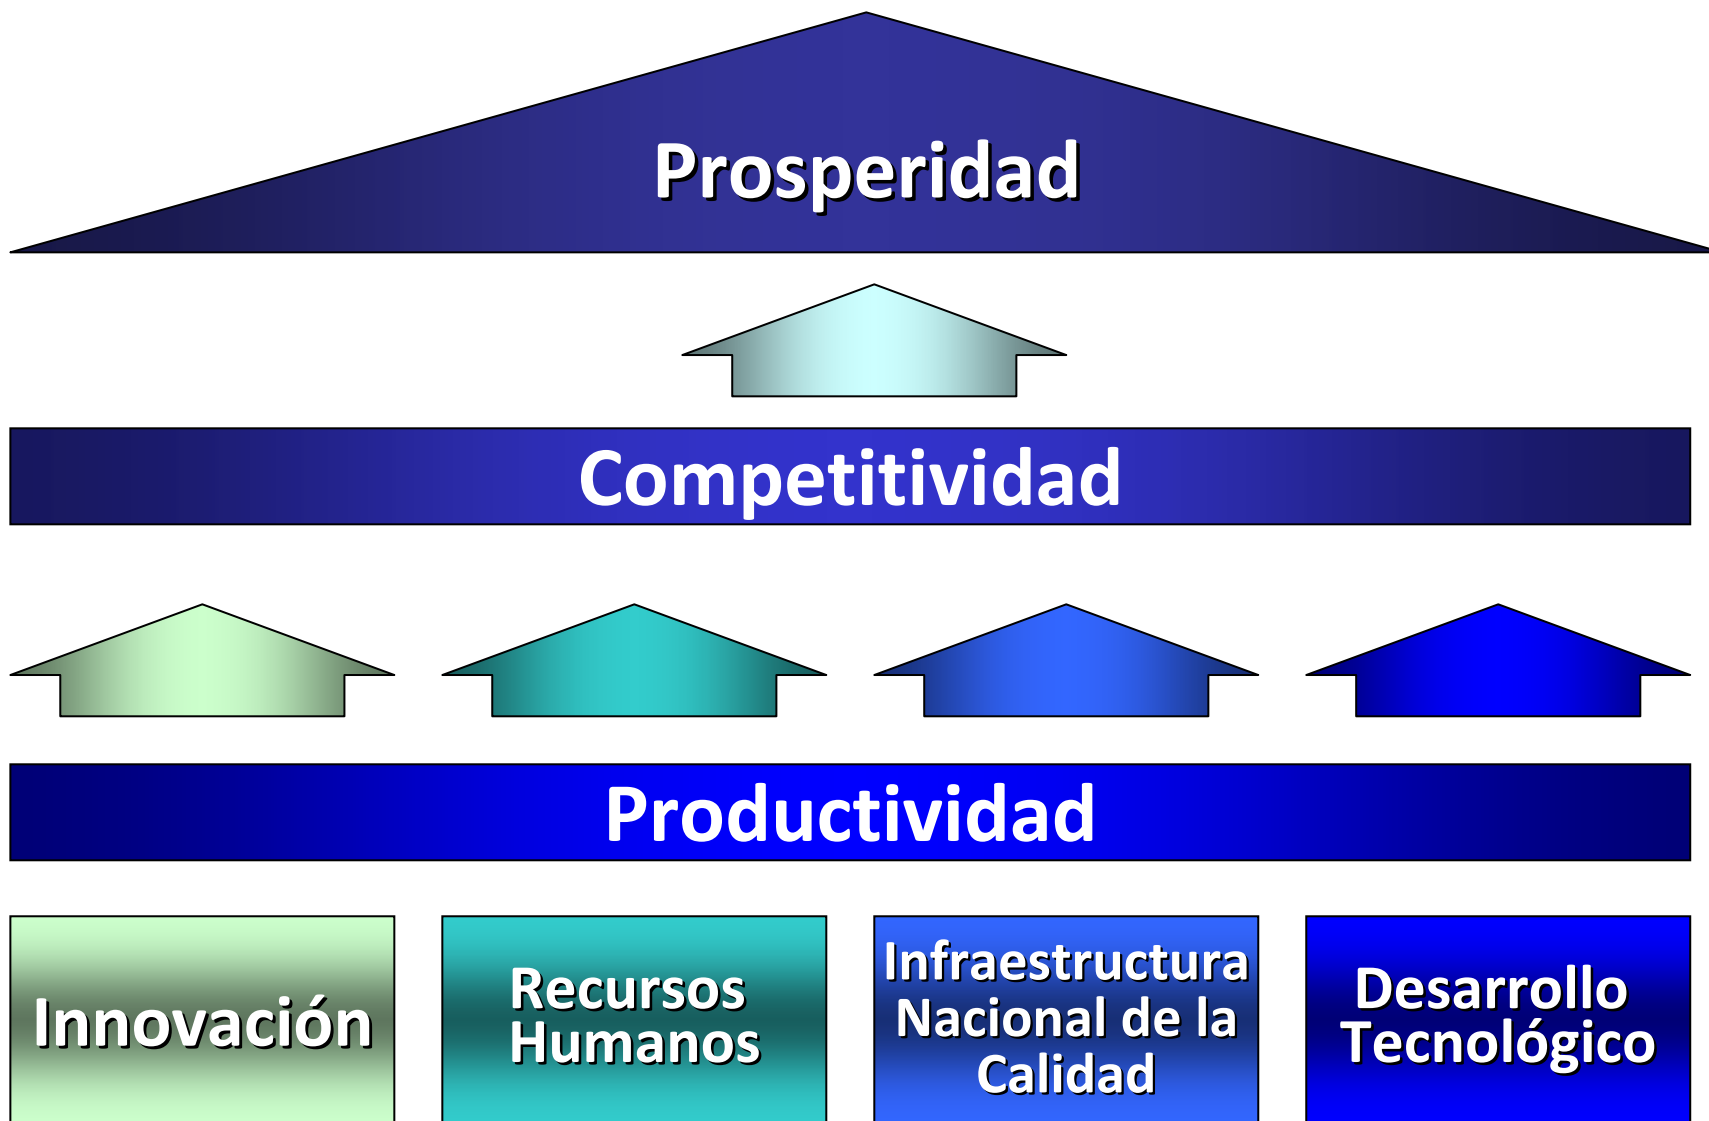 Prosperidad
Competitividad
Productividad
Innovación
Recursos
Humanos
Infraestructura
Nacional de la
Calidad
Desarrollo
Tecnológico